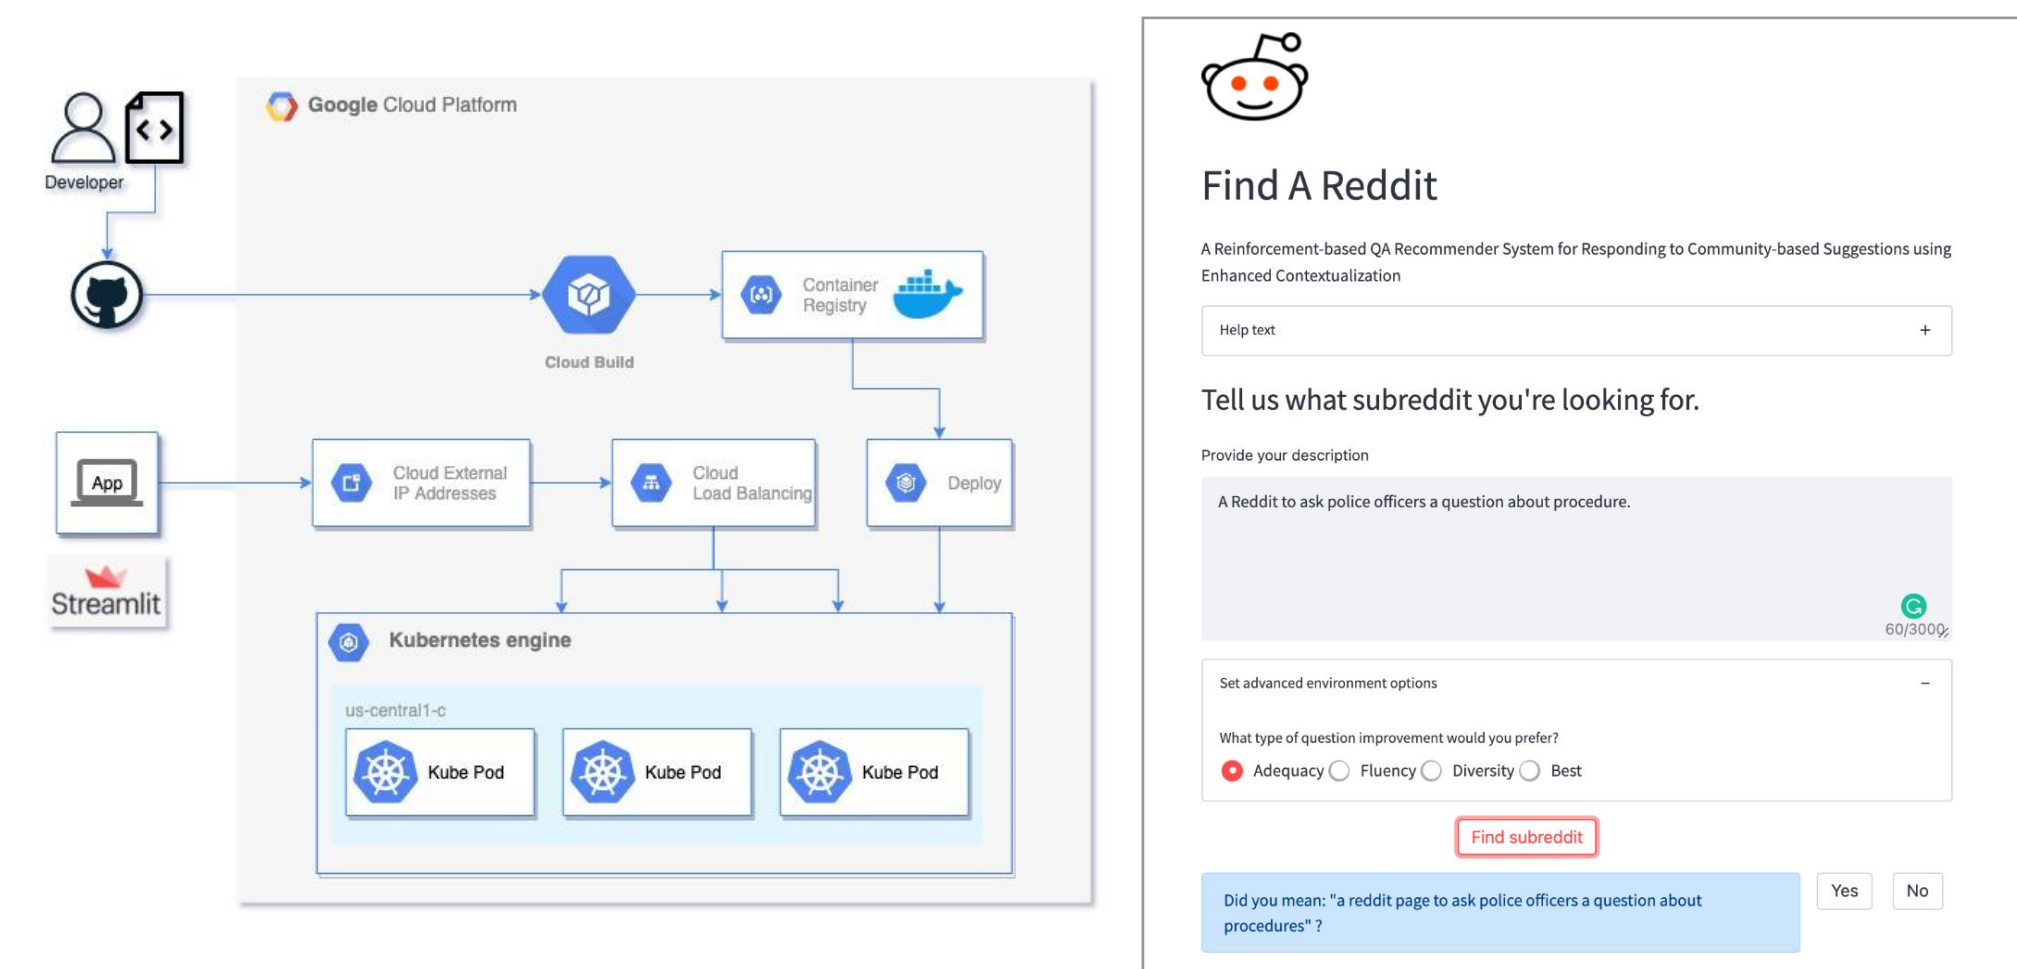 Developer
Google Cloud Platform
Cloud Build
Container
Registry
App
Streamlit
Cloud External
IP Addresses
Cloud
Load Balancing
Deploy
Kubernetes engine
us-central1-c
Kube Pod
Kube Pod
Kube Pod
Find A Reddit
A Reinforcement-based QA Recommender System for Responding to Community-based Suggestions using
Enhanced Contextualization
Help text
+
Tell us what subreddit you're looking for.
Provide your description
A Reddit to ask police officers a question about procedure.
60/3000
Set advanced environment options
−
What type of question improvement would you prefer?
Adequacy Fluency Diversity Best
Find subreddit
Did you mean: "a reddit page to ask police officers a question about
procedures" ?
Yes No